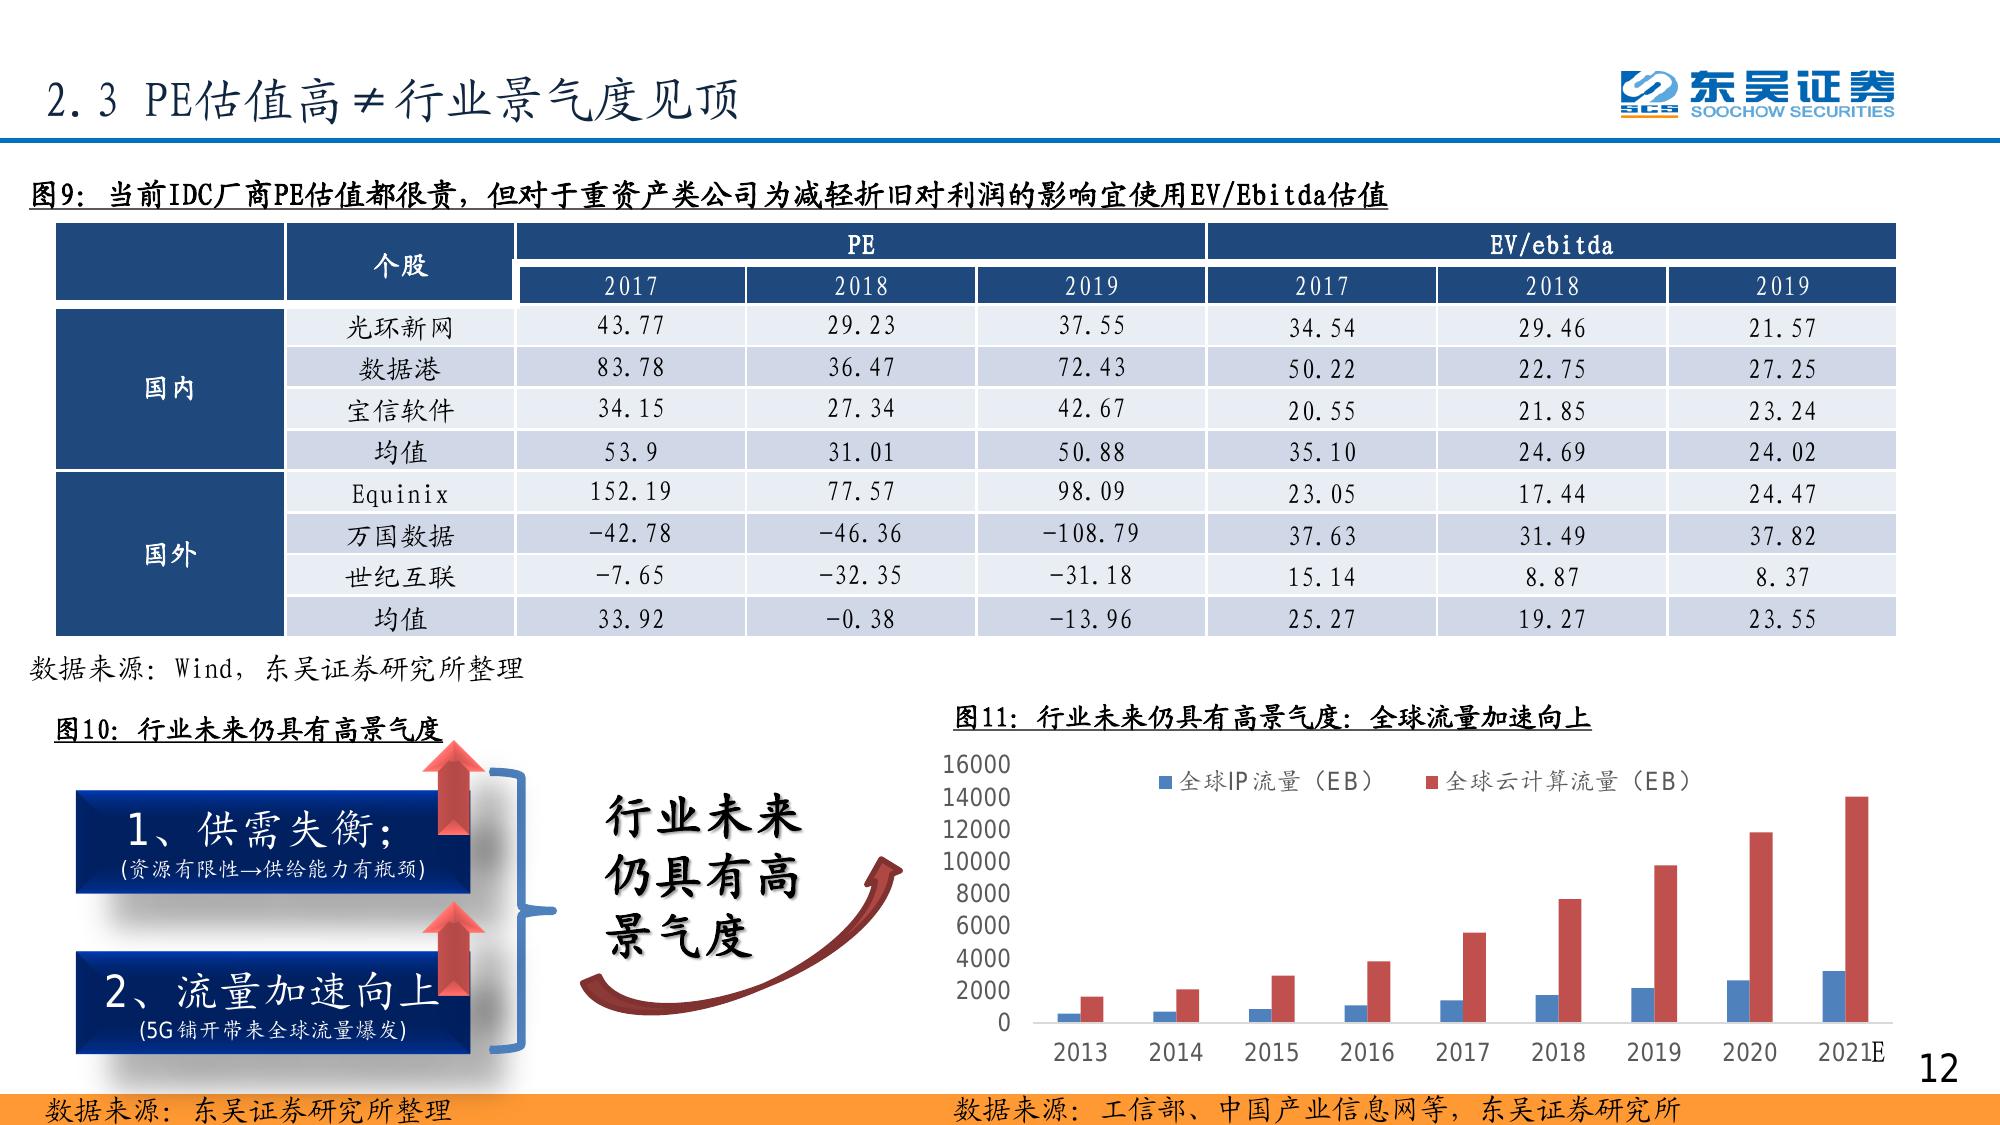 2.3 PE估值高≠行业景气度见顶
东吴证券
SCS
SOOCHOW SECURITIES
图9：当前IDC厂商PE估值都很贵，但对于重资产类公司为减轻折旧对利润的影响宜使用EV/Ebitda估值
个股 PE EV/ebitda
2017 2018 2019 2017 2018 2019
国内
光环新网 43.77 29.23 37.55 34.54 29.46 21.57
数据港 83.78 36.47 72.43 50.22 22.75 27.25
宝信软件 34.15 27.34 42.67 20.55 21.85 23.24
均值 53.9 31.01 50.88 35.10 24.69 24.02
国外
Equinix 152.19 77.57 98.09 23.05 17.44 24.47
万国数据 -42.78 -46.36 -108.79 37.63 31.49 37.82
世纪互联 -7.65 -32.35 -31.18 15.14 8.87 8.37
均值 33.92 -0.38 -13.96 25.27 19.27 23.55
数据来源：Wind，东吴证券研究所整理
图10：行业未来仍具有高景气度
1、供需失衡；
(资源有限性→供给能力有瓶颈)
2、流量加速向上
(5G铺开带来全球流量爆发)
行业未来
仍具有高
景气度
数据来源：东吴证券研究所整理
图11：行业未来仍具有高景气度：全球流量加速向上
全球IP流量（EB） 全球云计算流量（EB）
16000
14000
12000
10000
8000
6000
4000
2000
0
2013 2014 2015 2016 2017 2018 2019 2020 2021E
数据来源：工信部、中国产业信息网等，东吴证券研究所
12